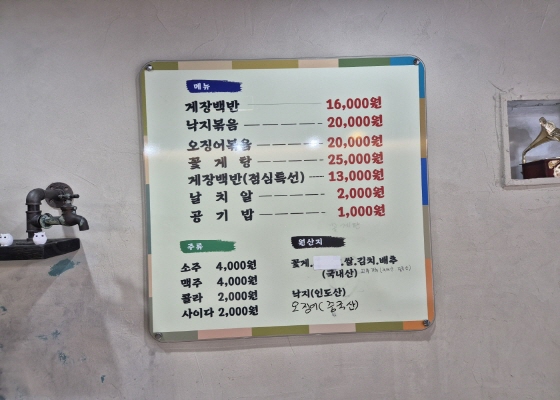 메뉴
게장백반 16,000원
낙지볶음 20,000원
오징어볶음 20,000원
꽃게탕 25,000원
게장백반(점심특선) 13,000원
날치알 2,000원
공기밥 1,000원
주류
소주 4,000원
맥주 4,000원
콜라 2,000원
사이다 2,000원
원산지
꽃게, .쌀.김치.배추
(국내산)
낙지(인도산)
오징어(중국산)